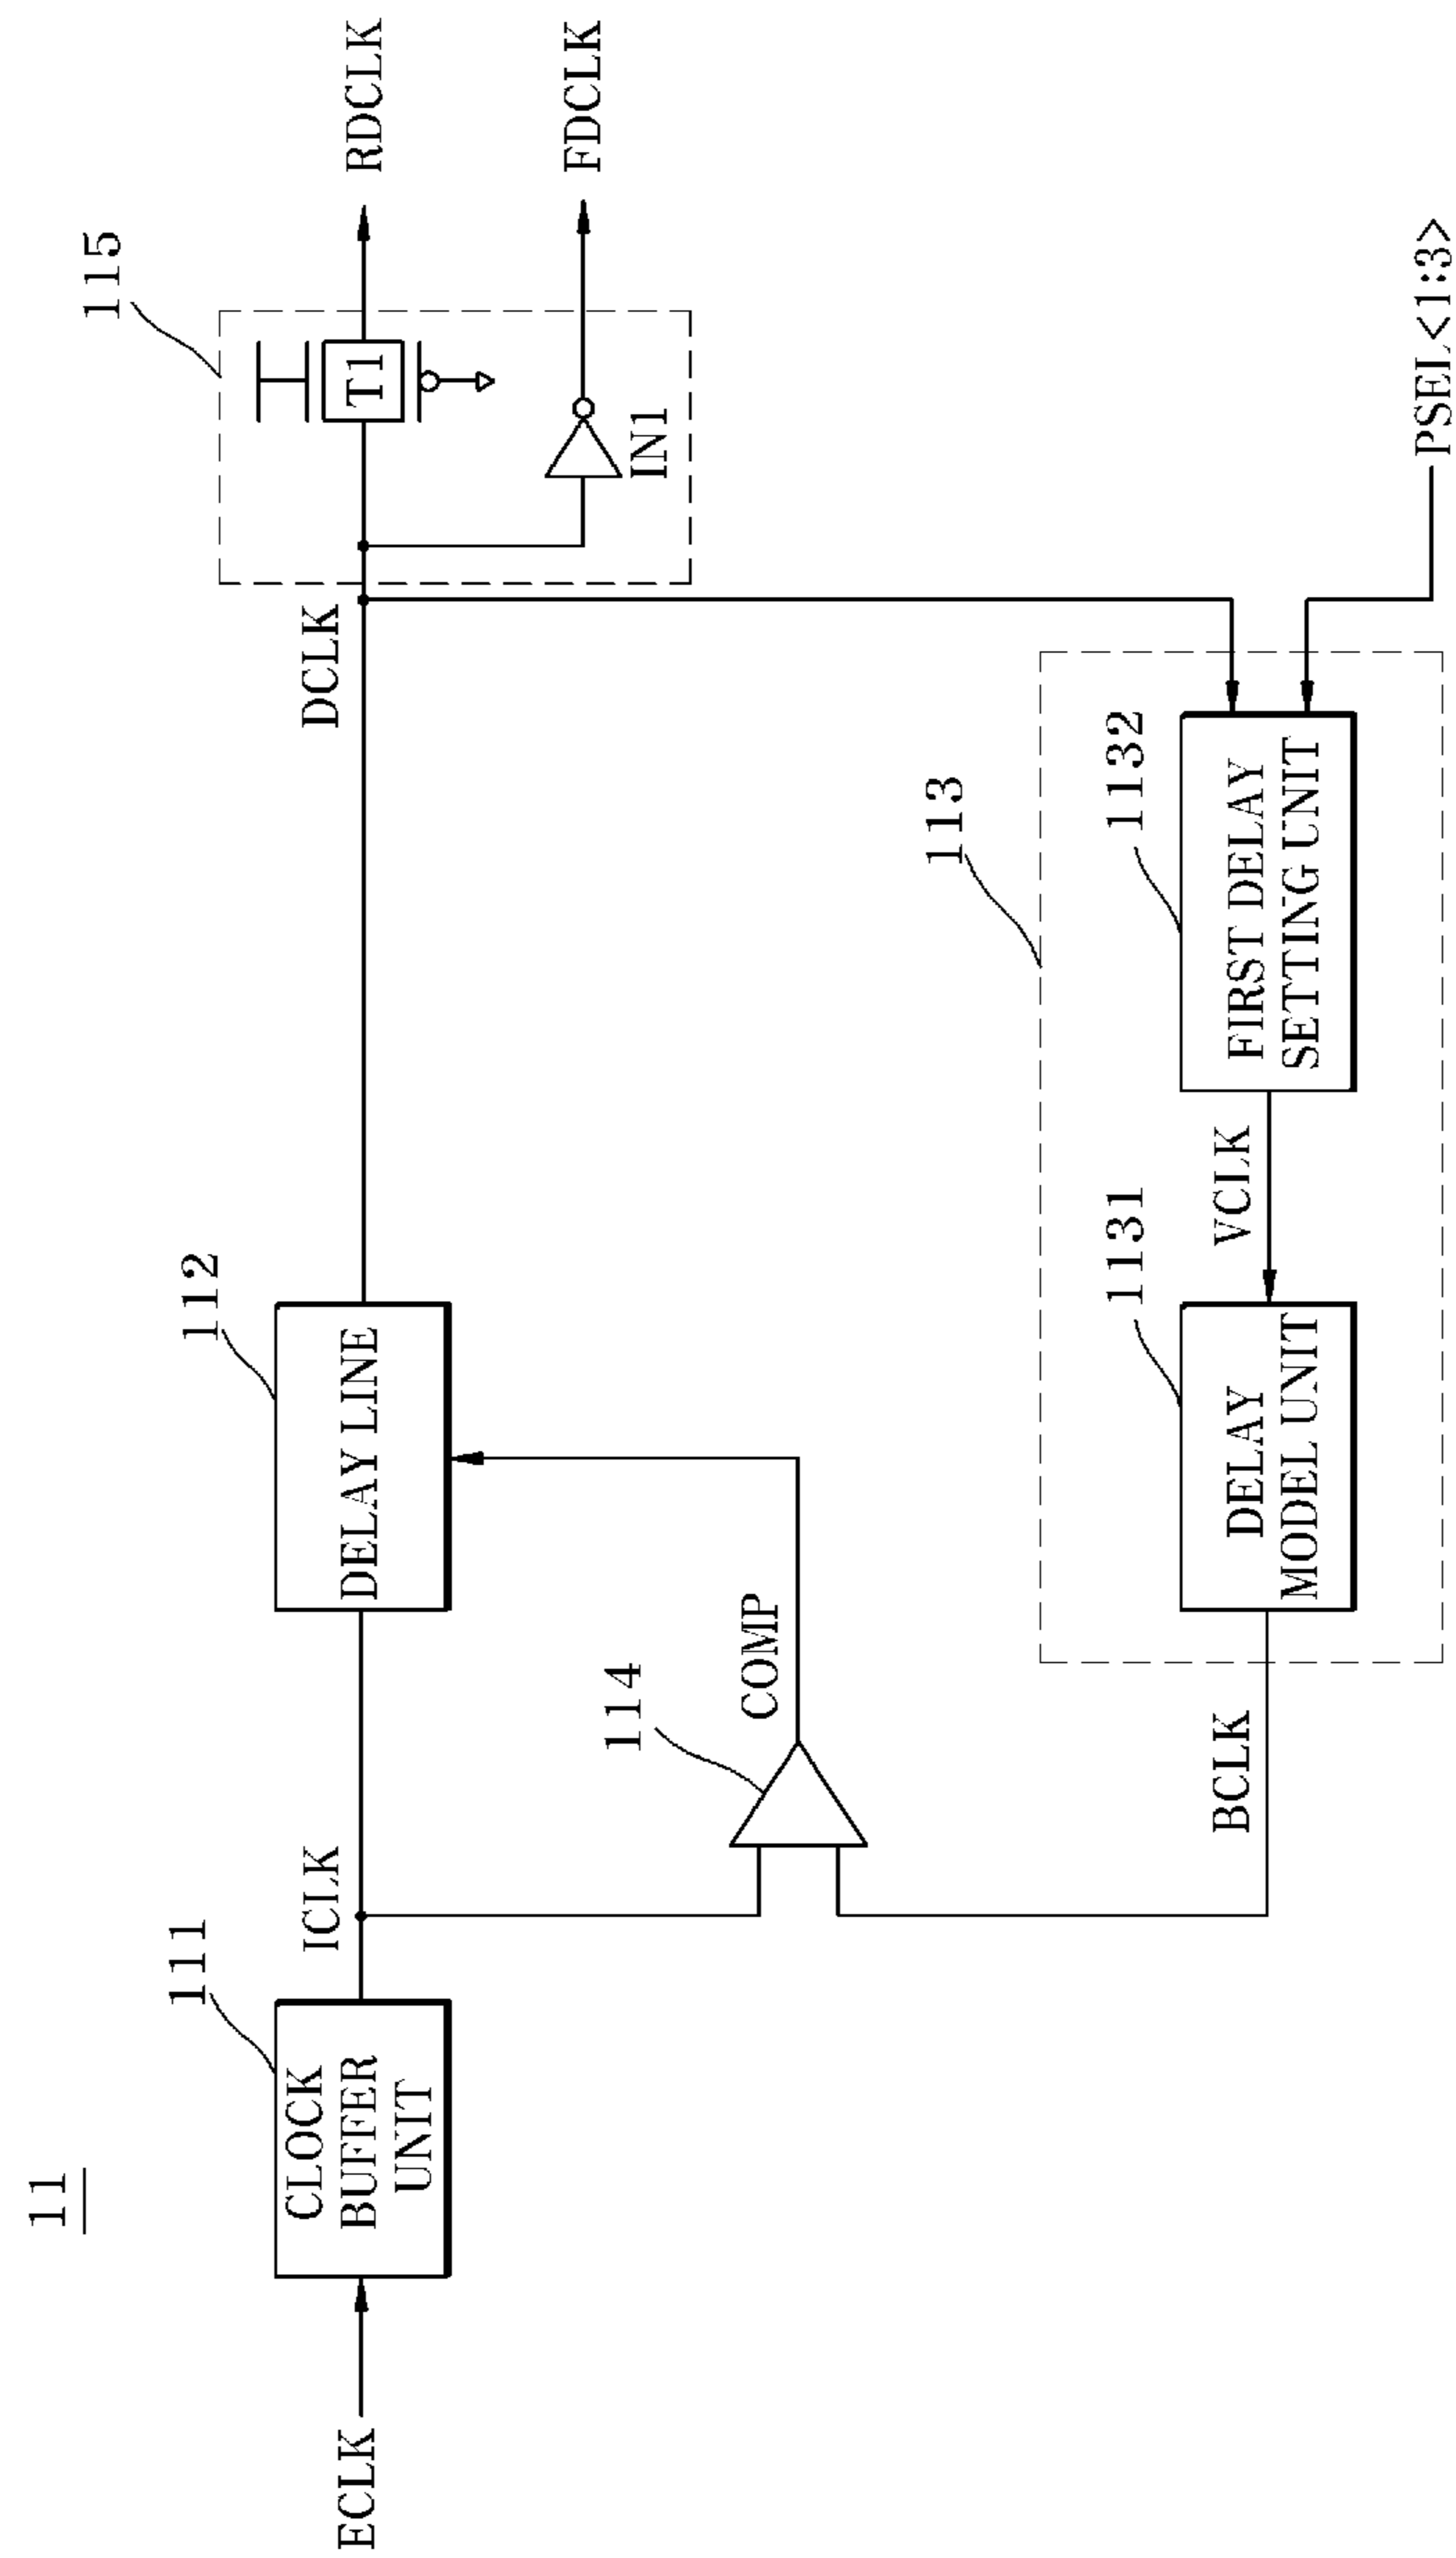 11
111
112
115
ECLK
CLOCK
BUFFER
UNIT
ICLK
DELAY LINE
DCLK
T1
RDCLK
IN1
FDCLK
114
COMP
113
1131
1132
BCLK
DELAY
MODEL UNIT
VCLK
FIRST DELAY
SETTING UNIT
PSEL<1:3>